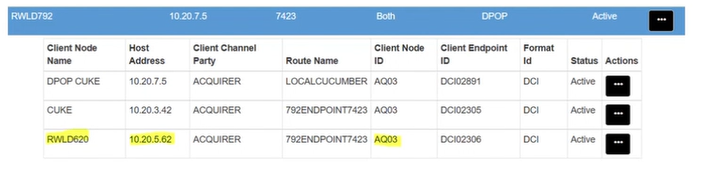 RWLD792 10.20.7.5 7423 Both DPOP Active ...
Client Node Name Host Address Client Channel Party Route Name Client Node ID Client Endpoint ID Format Id Status Actions
DPOP CUKE 10.20.7.5 ACQUIRER LOCALCUCUMBER AQ03 DCI02891 DCI Active ...
CUKE 10.20.3.42 ACQUIRER 792ENDPOINT7423 AQ03 DCI02305 DCI Active ...
RWLD620 10.20.5.62 ACQUIRER 792ENDPOINT7423 AQ03 DCI02306 DCI Active ...